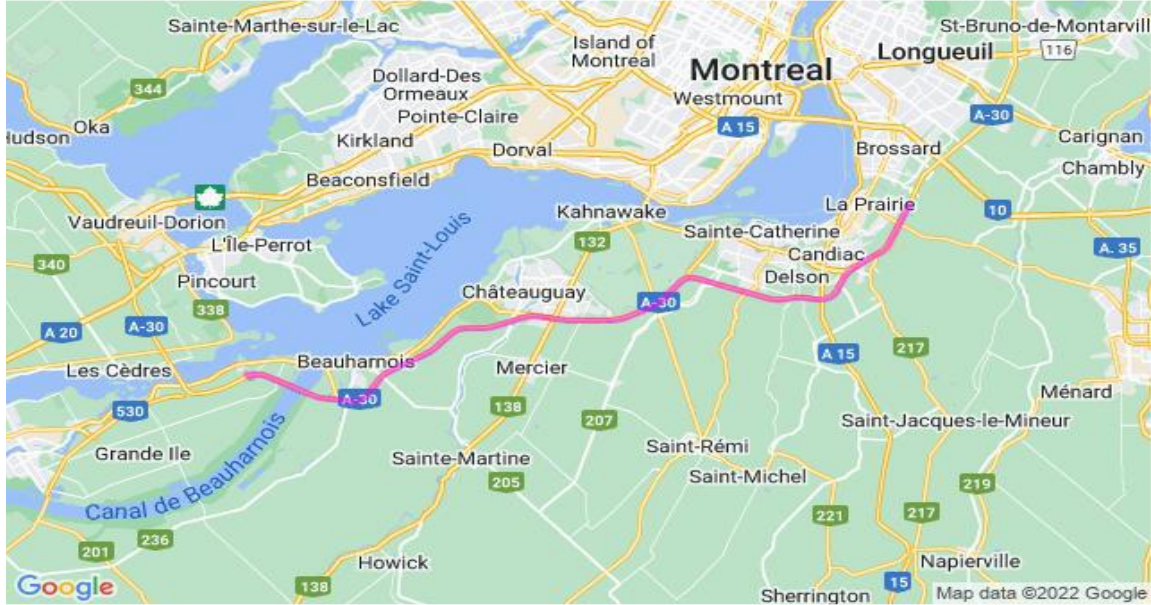 Sainte-Marthe-sur-le-Lac
St-Bruno-de-Montarvill
Island of
Montreal
Longueuil
116
344
Dollard-Des
Ormeaux
Montreal
Westmount
Pointe-Claire
A-30
Oka
Hudson
A 15
Carignan
Kirkland
Dorval
Brossard
Chambly
Beaconsfield
Vaudreuil-Dorion
Kahnawake
La Prairie
10
L'Île-Perrot
132
Sainte-Catherine
A. 35
340
Candiac
Pincourt
Lake Saint-Louis
Delson
Châteauguay
A-30
338
A 20
A-30
A 15
217
Les Cèdres
Beauharnois
Mercier
Ménard
A-30
530
138
207
Saint-Jacques-le-Mineur
Grande Ile
Sainte-Martine
Saint-Rémi
Saint-Michel
205
219
Canal de Beauharnois
221
217
236
201
Howick
Napierville
Google
138
15
Sherrington
Map data ©2022 Google